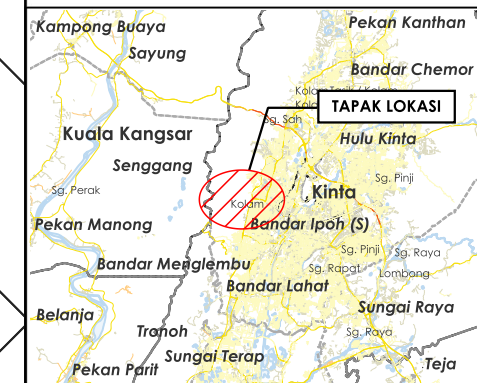 Pekan Kanthan
Kampong Buaya
Sayung
Bandar Chemor
TAPAK LOKASI
Sg. Sah
Kuala Kangsar
Hulu Kinta
Senggang
Sg. Pinji
Sg. Perak
Kinta
Kolam
Pekan Manong
Bandar Ipoh (S)
Sg. Pinji
Sg. Raya
Bandar Menglembu
Sg. Rapat
Lombong
Bandar Lahat
Belanja
Sungai Raya
Tronoh
Sg. Raya
Sungai Terap
Teja
Pekan Parit